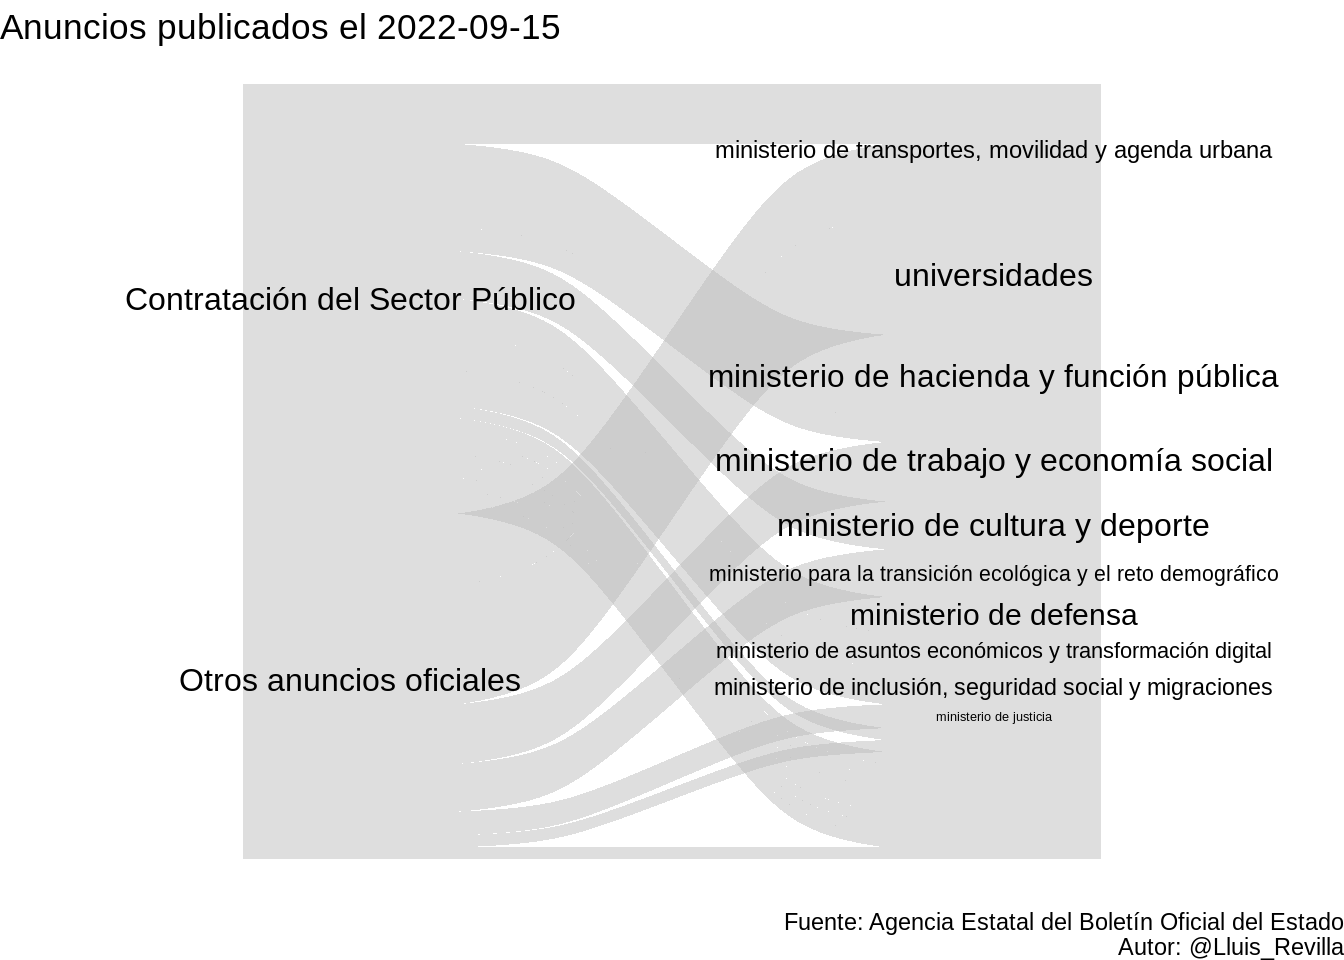 Anuncios publicados el 2022-09-15
ministerio de transportes, movilidad y agenda urbana
universidades
Contratación del Sector Público
ministerio de hacienda y función pública
ministerio de trabajo y economía social
ministerio de cultura y deporte
ministerio para la transición ecológica y el reto demográfico
ministerio de defensa
ministerio de asuntos económicos y transformación digital
Otros anuncios oficiales
ministerio de inclusión, seguridad social y migraciones
ministerio de justicia
Fuente: Agencia Estatal del Boletín Oficial del Estado
Autor: @Lluis_Revilla